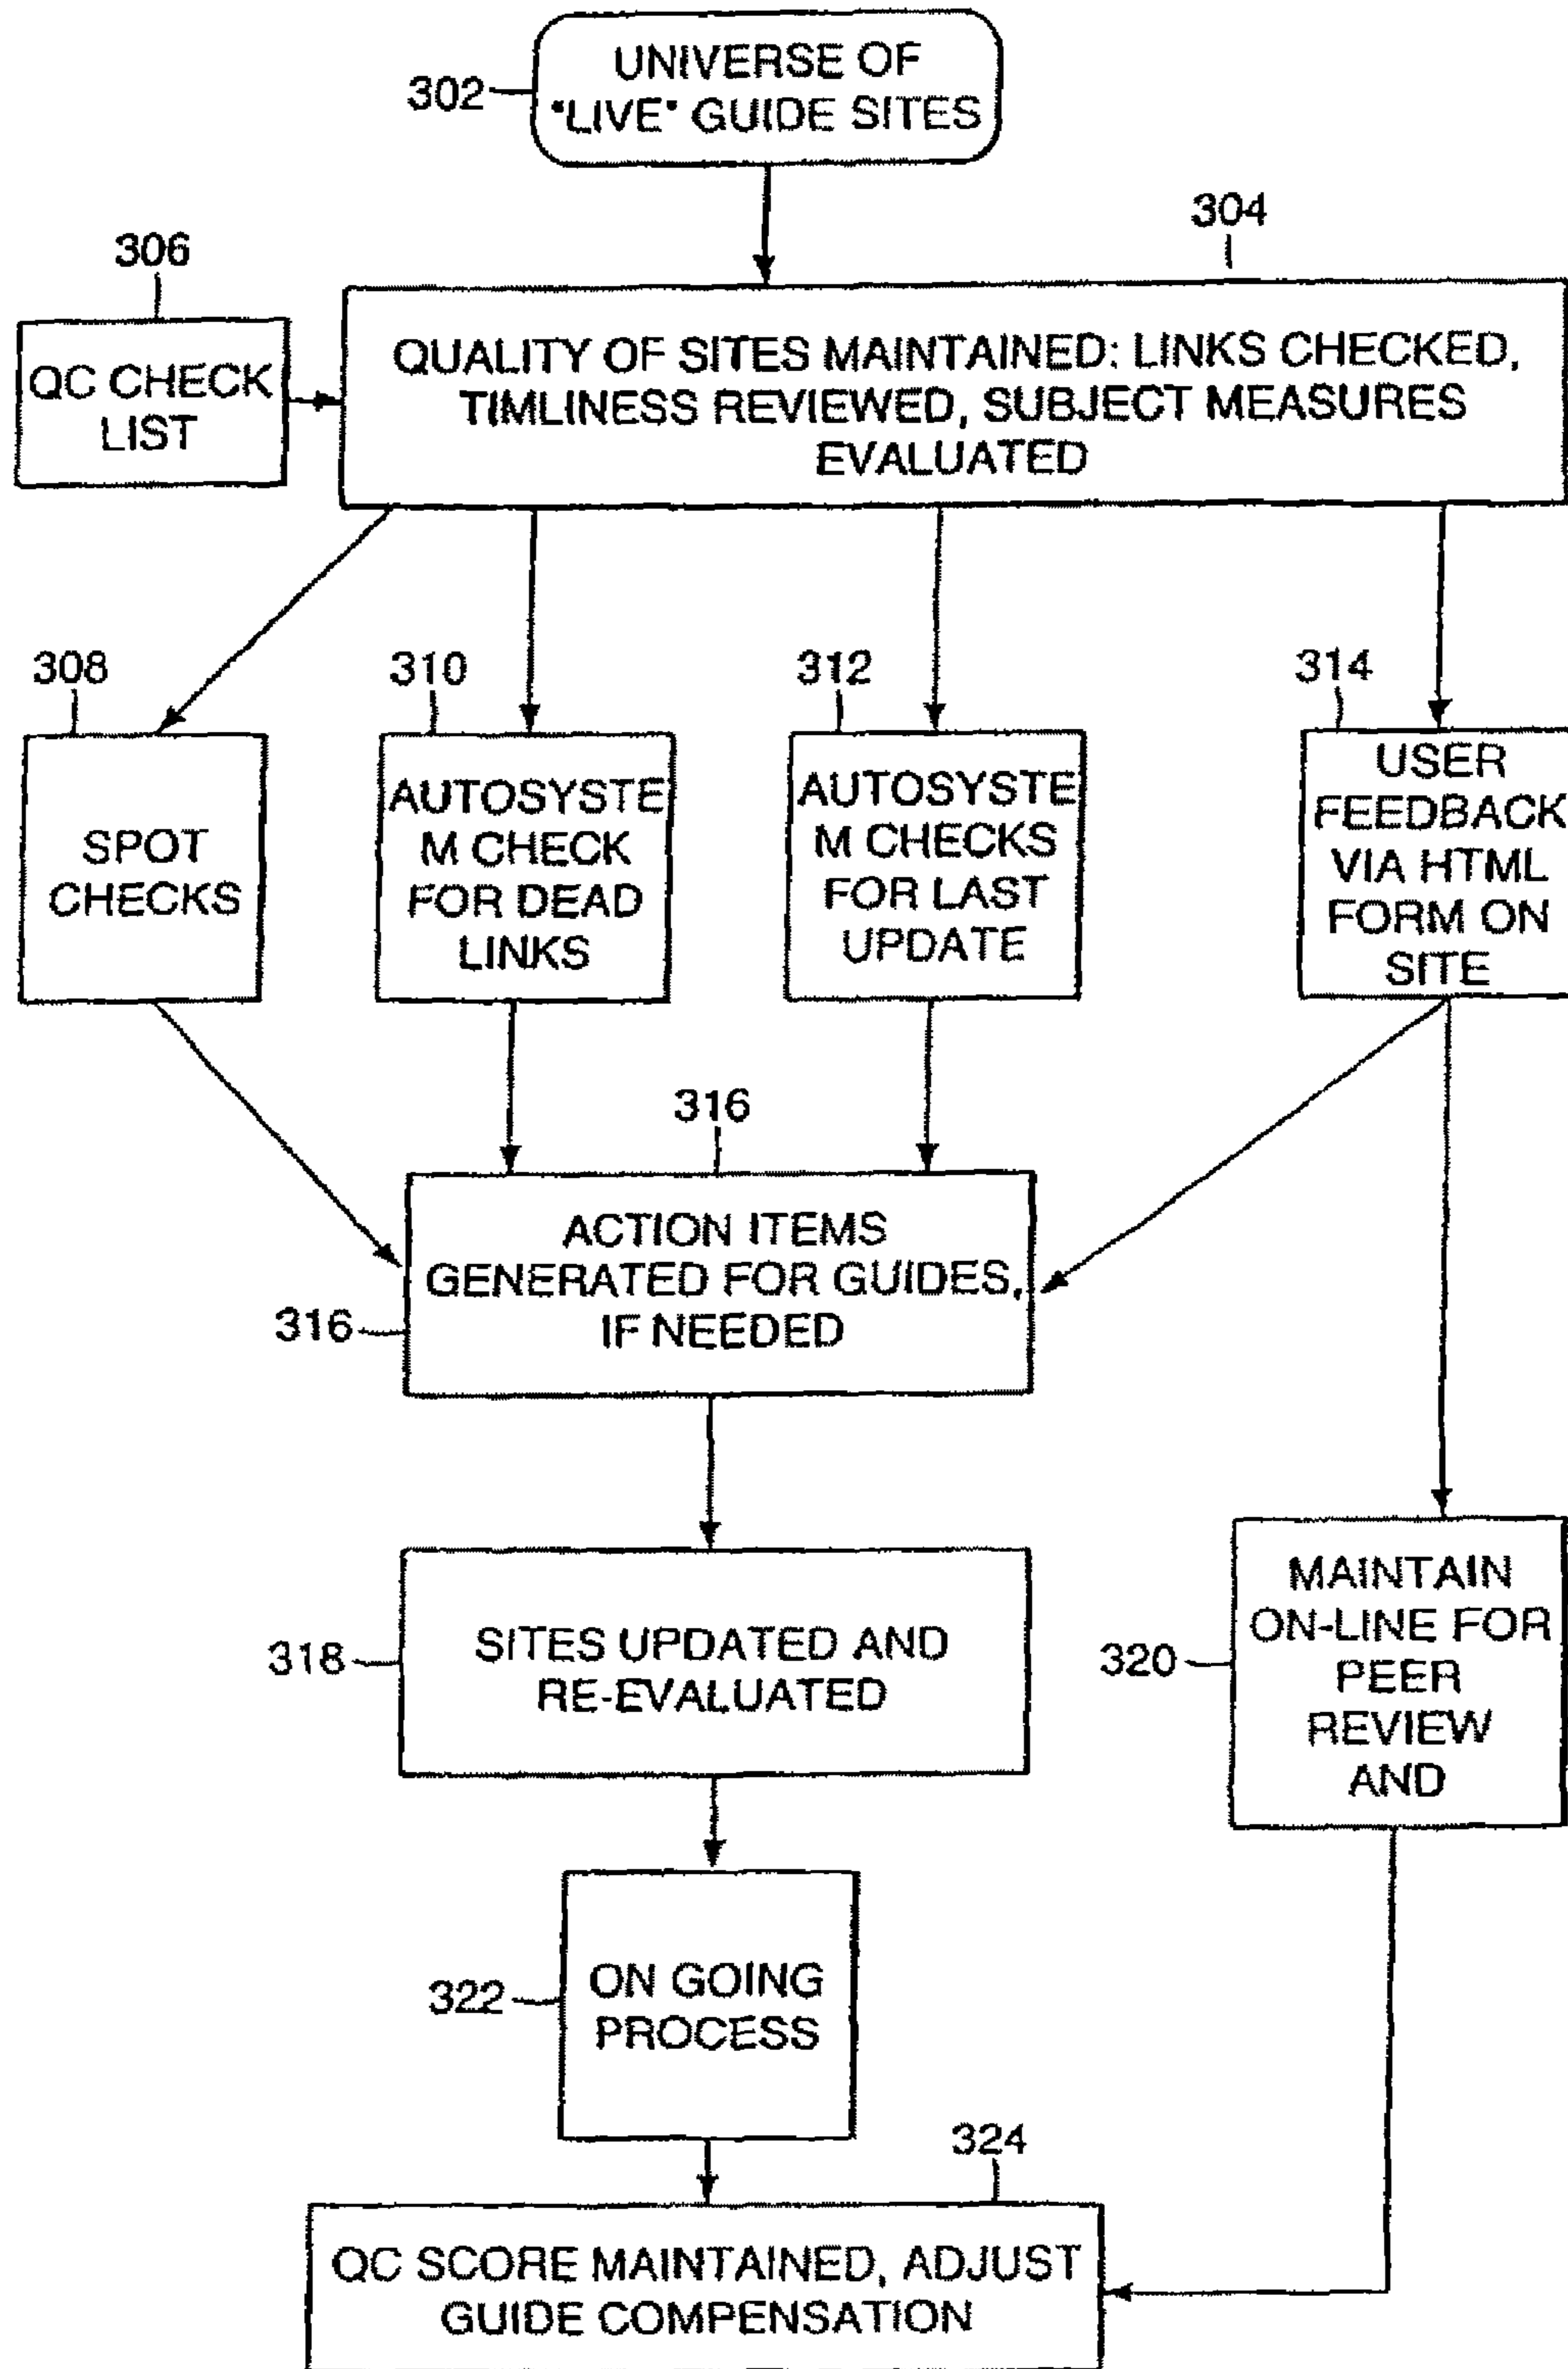 302
UNIVERSE OF
"LIVE" GUIDE SITES
304
306
QC CHECK
LIST
QUALITY OF SITES MAINTAINED: LINKS CHECKED,
TIMLINESS REVIEWED, SUBJECT MEASURES
EVALUATED
308
SPOT
CHECKS
310
AUTOSYSTE
M CHECK
FOR DEAD
LINKS
312
AUTOSYSTE
M CHECKS
FOR LAST
UPDATE
314
USER
FEEDBACK
VIA HTML
FORM ON
SITE
316
ACTION ITEMS
GENERATED FOR GUIDES,
IF NEEDED
316
318
SITES UPDATED AND
RE-EVALUATED
320
MAINTAIN
ON-LINE FOR
PEER
REVIEW
AND
322
ON GOING
PROCESS
324
QC SCORE MAINTAINED, ADJUST
GUIDE COMPENSATION